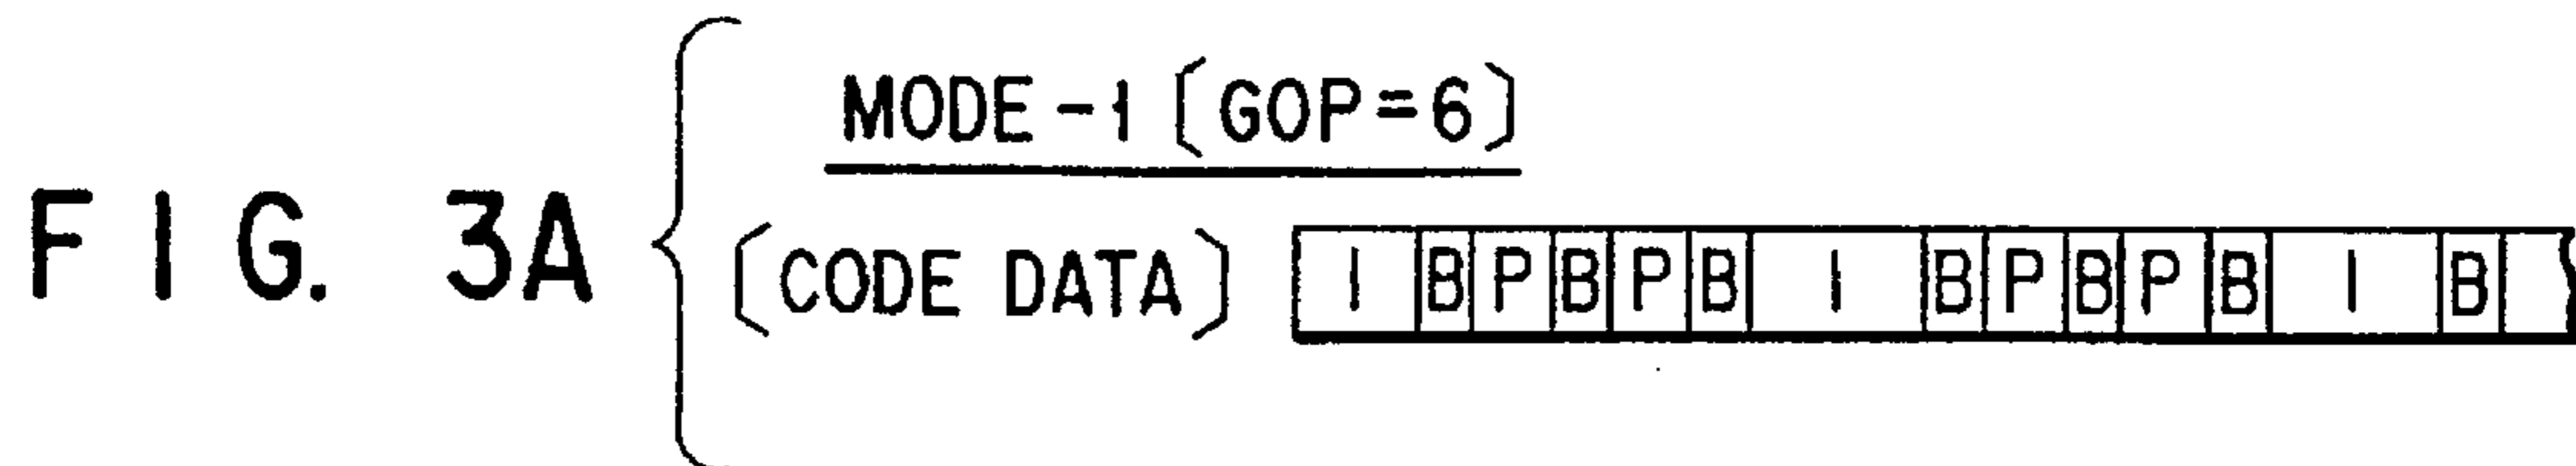 MODE-1 [GOP=6]
FIG. 3A
[CODE DATA] I B P B P B I B P B P B I B